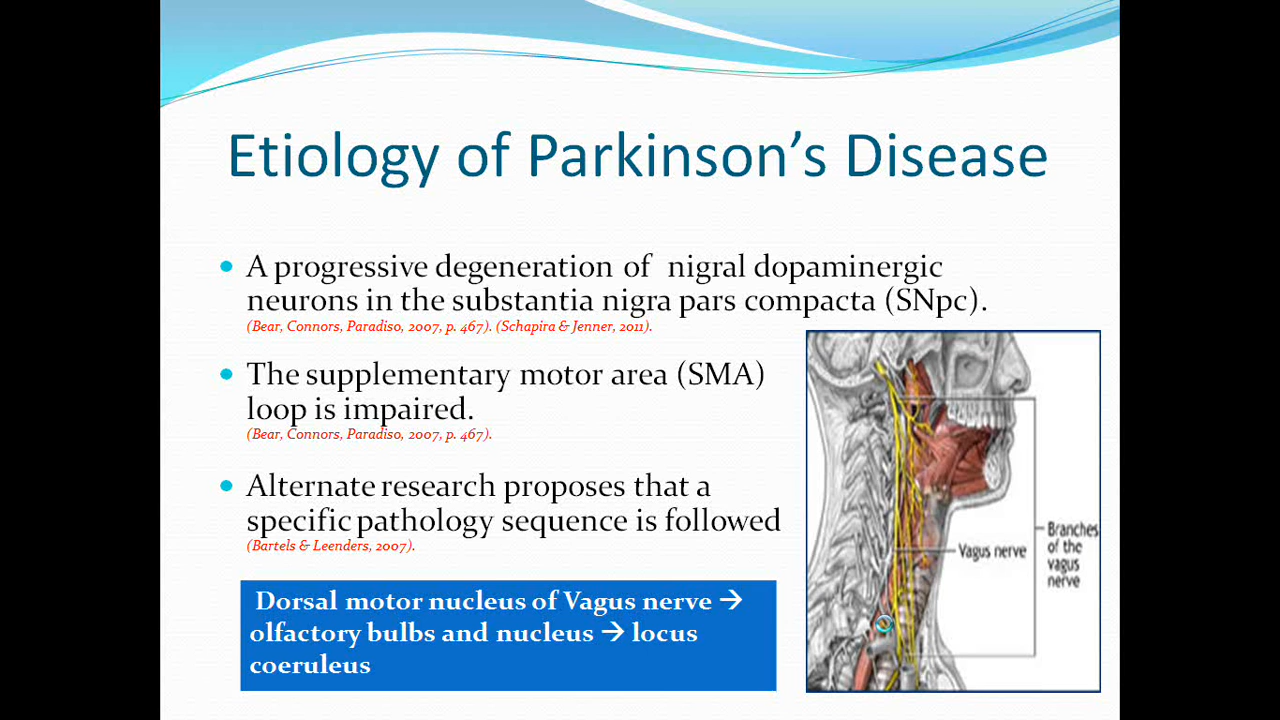 Etiology of Parkinson's Disease
A progressive degeneration of nigral dopaminergic
neurons in the substantia nigra pars compacta (SNpc).
(Bear, Connors, Paradiso, 2007, p. 467). (Schapira & Jenner, 2011).
The supplementary motor area (SMA)
loop is impaired.
(Bear, Connors, Paradiso, 2007, p. 467).
Alternate research proposes that a
specific pathology sequence is followed
(Bartels & Leenders, 2007).
Dorsal motor nucleus of Vagus nerve →
olfactory bulbs and nucleus → locus
coeruleus
Vagus nerve
Branches
of the
vagus
nerve